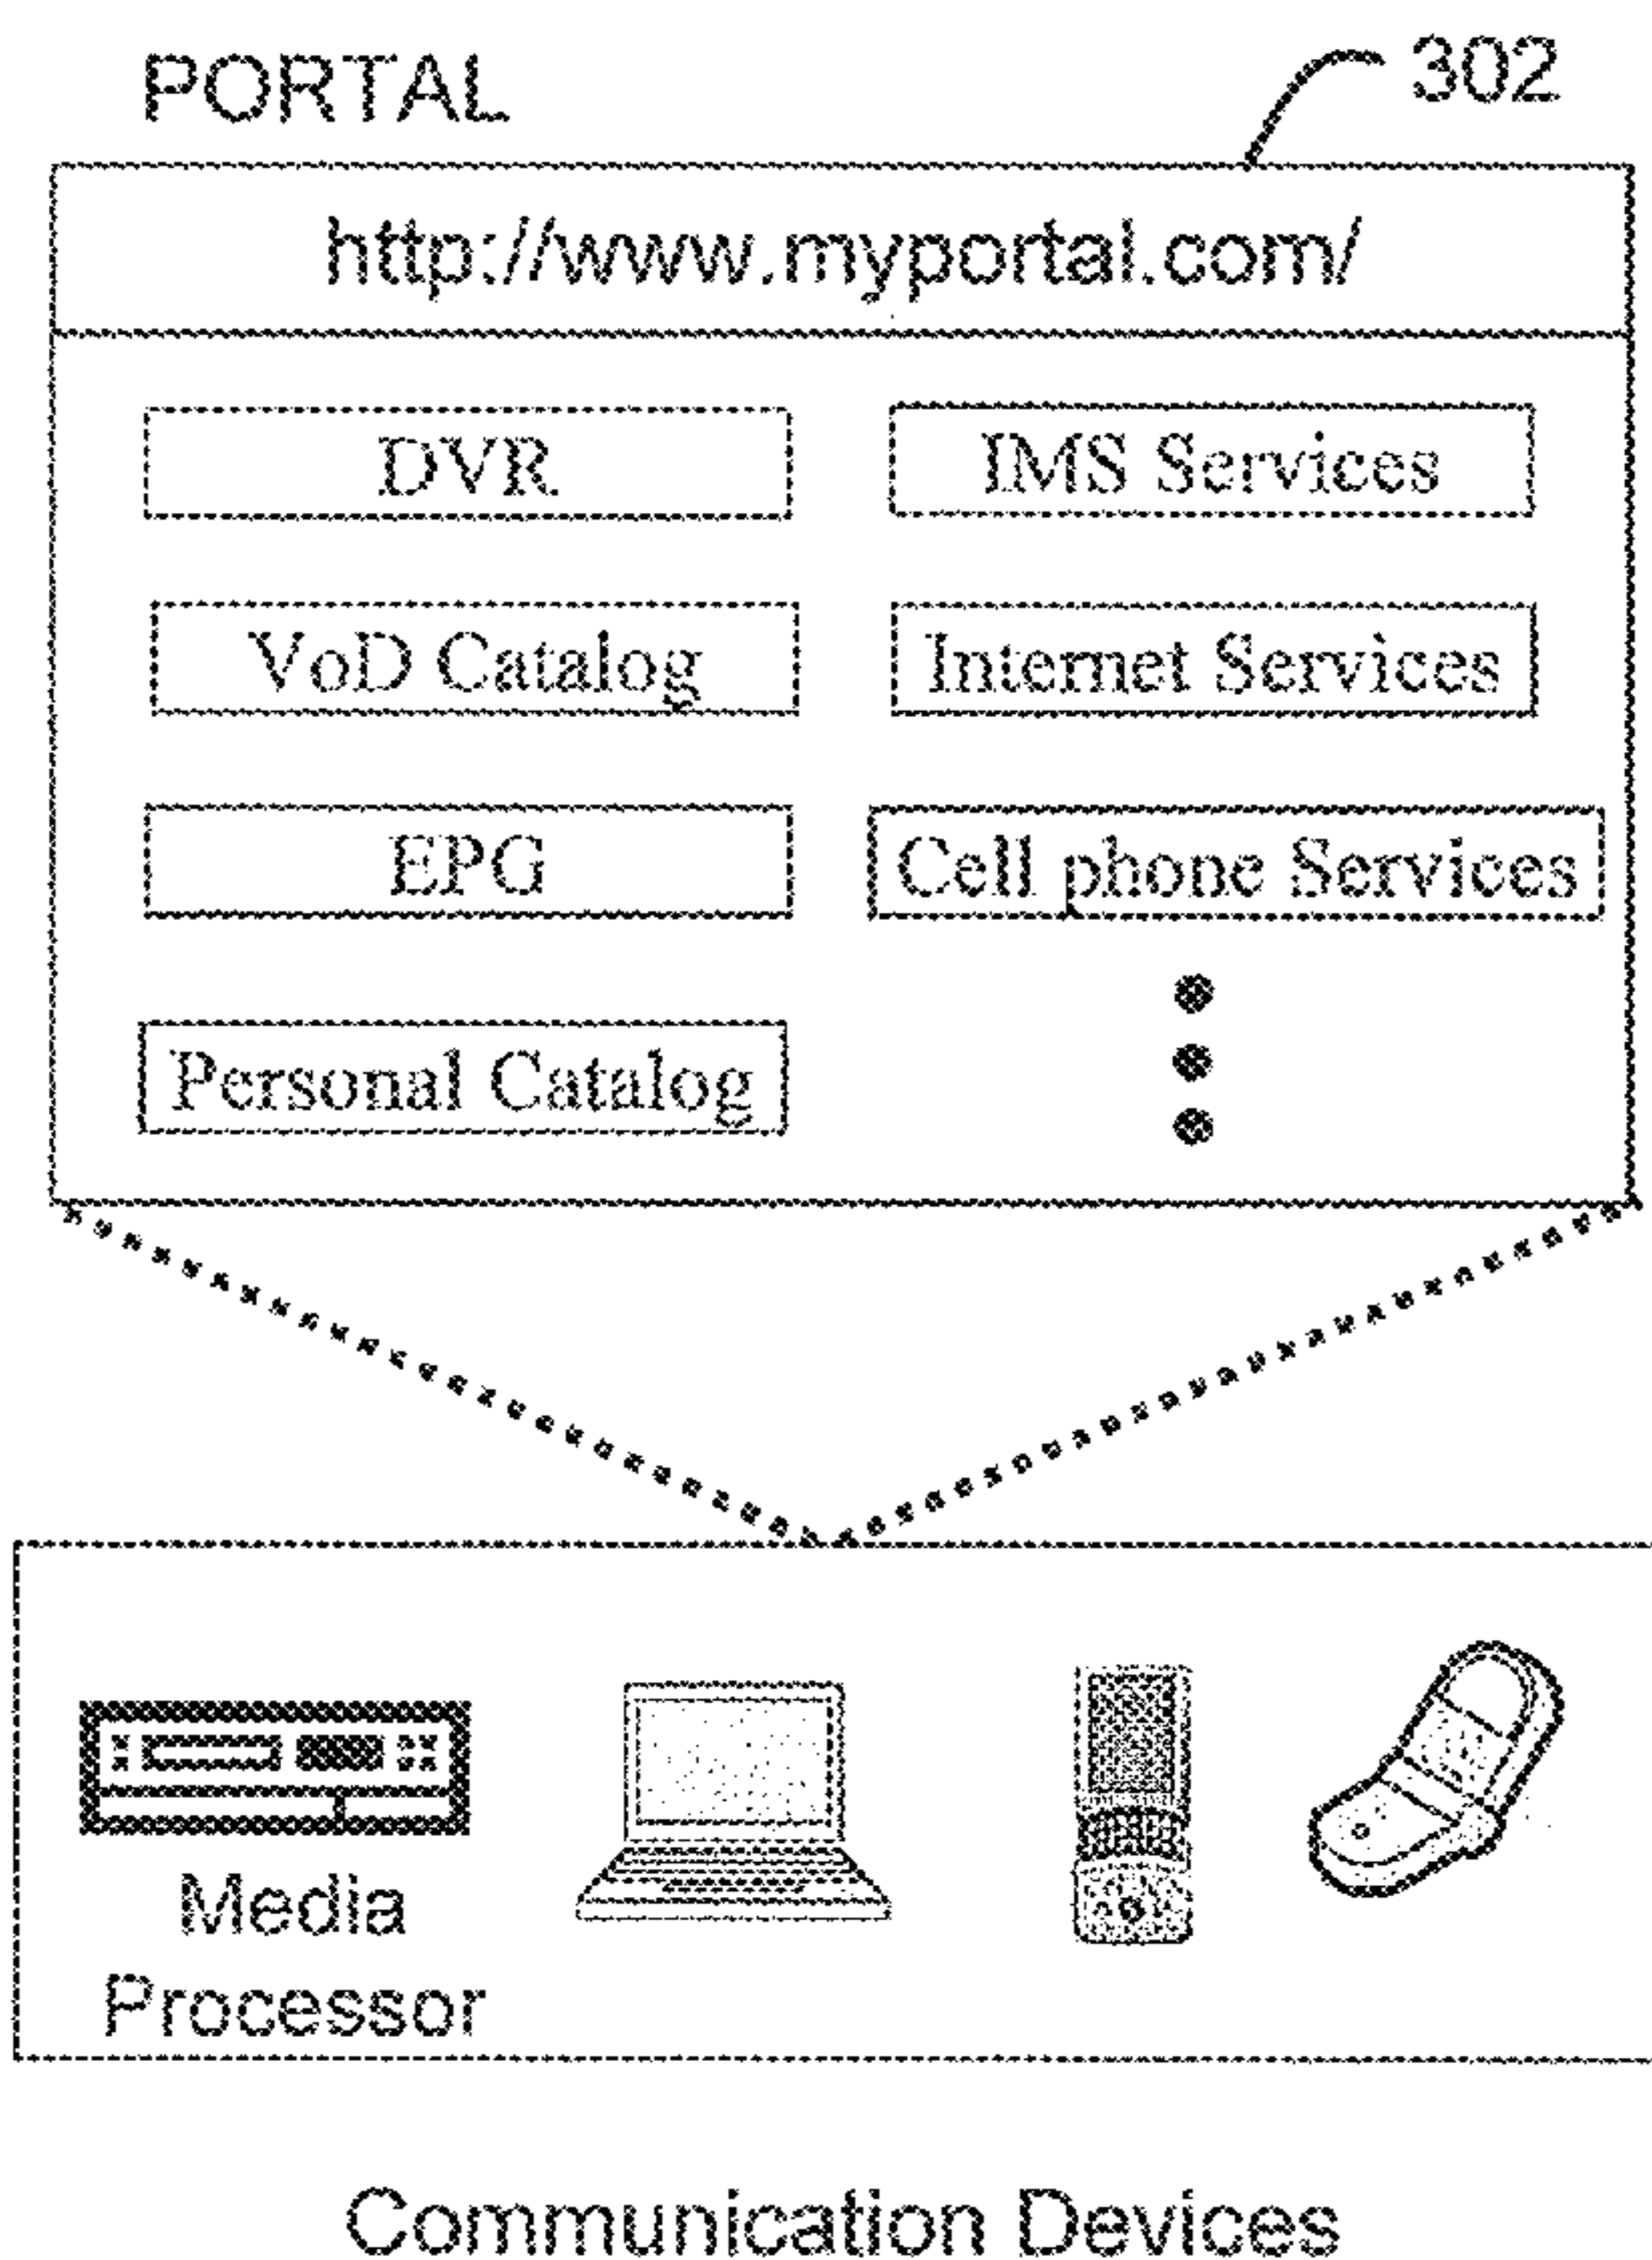 PORTAL 302
http://www.myportal.com/
DVR
IMS Services
VoD Catalog
Internet Services
EPG
Cell phone Services
Personal Catalog
Media
Processor
Communication Devices